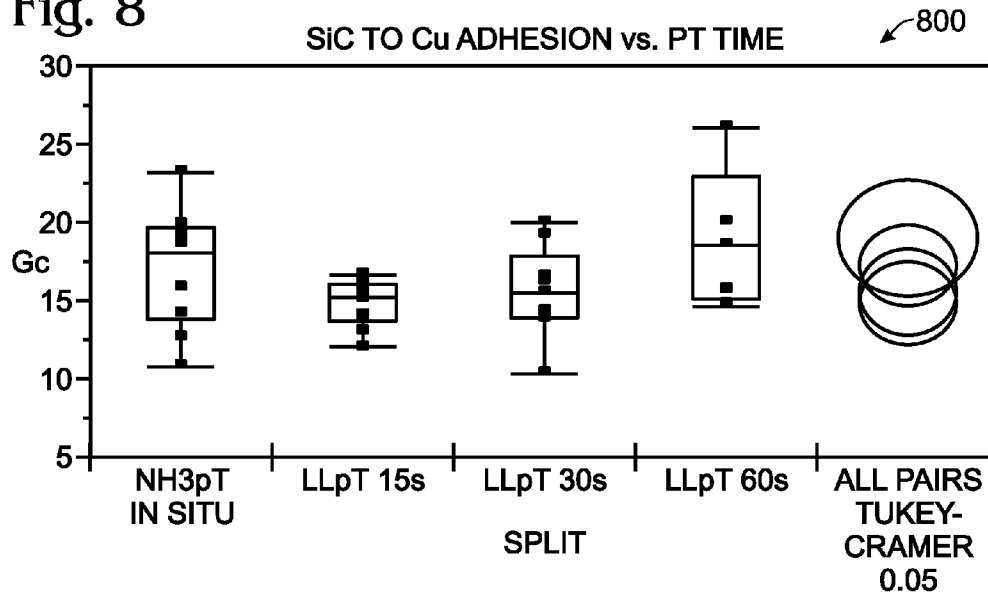 Fig. 8
800
SiC TO Cu ADHESION vs. PT TIME
30
25
20
Gc
15
10
5
NH3pT
IN SITU
LLpT 15s
LLpT 30s
LLpT 60s
ALL PAIRS
TUKEY-
CRAMER
0.05
SPLIT